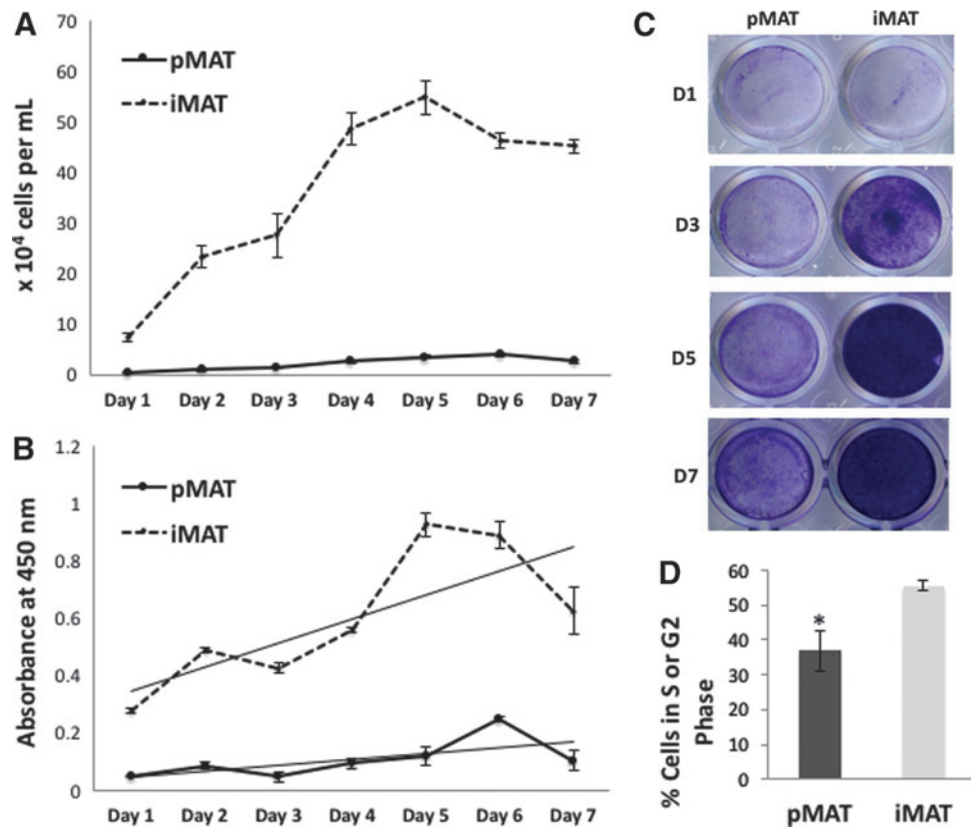 A
x 10⁴ cells per mL
70
60
50
40
30
20
10
0
pMAT
iMAT
Day 1 Day 2 Day 3 Day 4 Day 5 Day 6 Day 7
B
Absorbance at 450 nm
1.2
1
0.8
0.6
0.4
0.2
0
pMAT
iMAT
Day 1 Day 2 Day 3 Day 4 Day 5 Day 6 Day 7
C
pMAT iMAT
D1
D3
D5
D7
D
% Cells in S or G2
Phase
60
50
40
30
20
10
0
*
pMAT iMAT